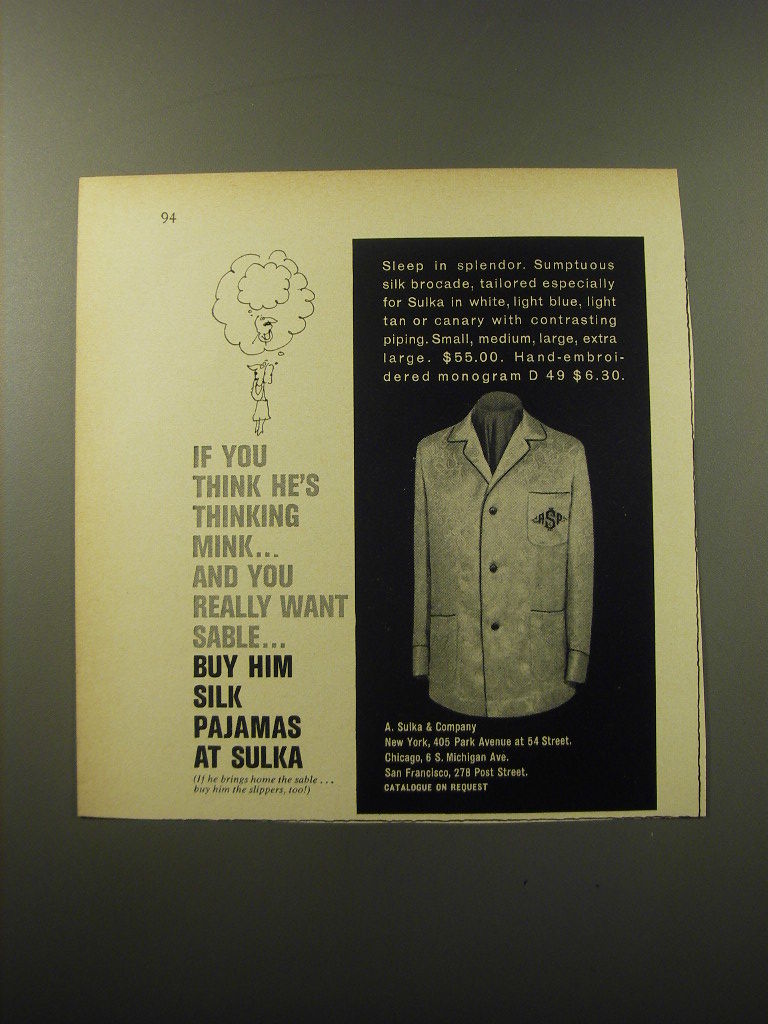 94
IF YOU
THINK HE'S
THINKING
MINK...
AND YOU
REALLY WANT
SABLE...
BUY HIM
SILK
PAJAMAS
AT SULKA
(If he brings home the sable . . .
buy him the slippers, too!)
Sleep in splendor. Sumptuous
silk brocade, tailored especially
for Sulka in white, light blue, light
tan or canary with contrasting
piping. Small, medium, large, extra
large. $55.00. Hand-embroi-
dered monogram D 49 $6.30.
ASP
A. Sulka & Company
New York, 405 Park Avenue at 54 Street.
Chicago, 6 S. Michigan Ave.
San Francisco, 278 Post Street.
CATALOGUE ON REQUEST